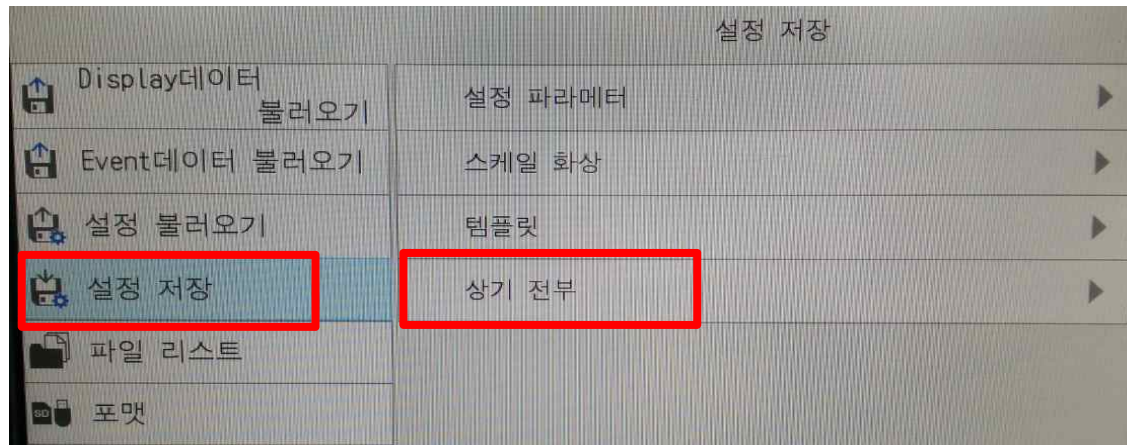 설정 저장
Display데이터
불러오기
Event데이터 불러오기
설정 불러오기
설정 저장
파일 리스트
포맷
설정 파라메터
스케일 화상
템플릿
상기 전부
SD